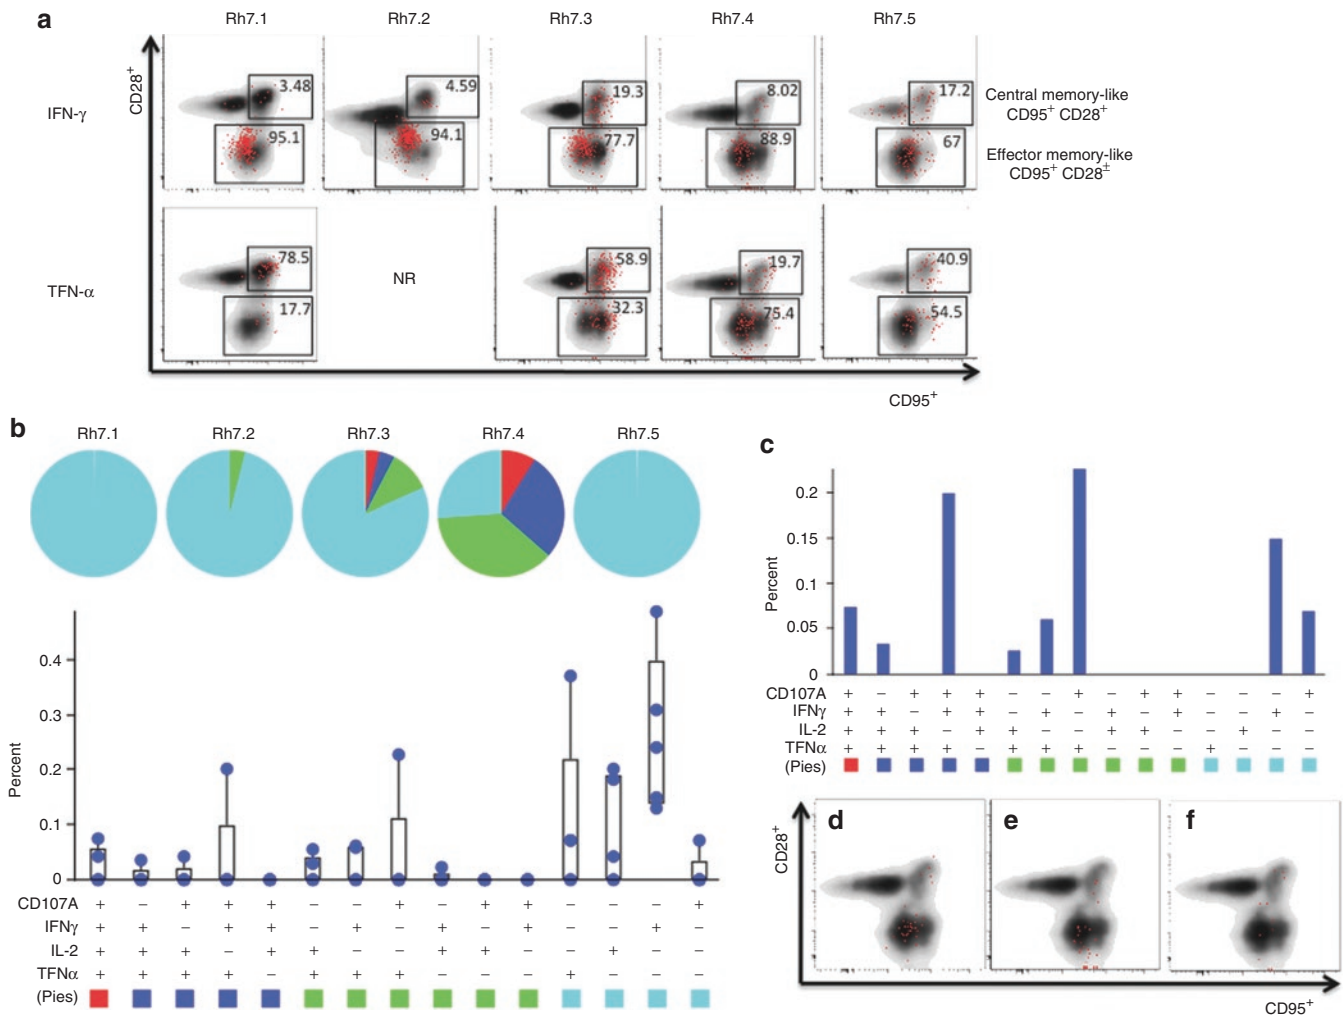 a
Rh7.1 Rh7.2 Rh7.3 Rh7.4 Rh7.5
CD28+
IFN-γ
3.48 4.59 19.3 8.02 17.2
95.1 94.1 77.7 88.9 67
Central memory-like
CD95+ CD28+
Effector memory-like
CD95+ CD28±
TFN-α
78.5 NR 58.9 19.7 40.9
17.7 32.3 75.4 54.5
CD95+
b
Rh7.1 Rh7.2 Rh7.3 Rh7.4 Rh7.5
Percent
0.4
0.3
0.2
0.1
0
CD107A + − + + + − − + − + + − − − +
IFNγ + + − + + − + − + − + − − + −
IL-2 + + + − − + − − + + − − + − −
TFNα + + + + − + + + − − − + − − −
(Pies)
c
Percent
0.2
0.15
0.1
0.05
0
CD107A + − + + + − − + − + + − − − +
IFNγ + + − + + − + − + − + − − + −
IL-2 + + + − − + − − + + − − + − −
TFNα + + + + − + + + − − − + − − −
(Pies)
d e f
CD28+
CD95+